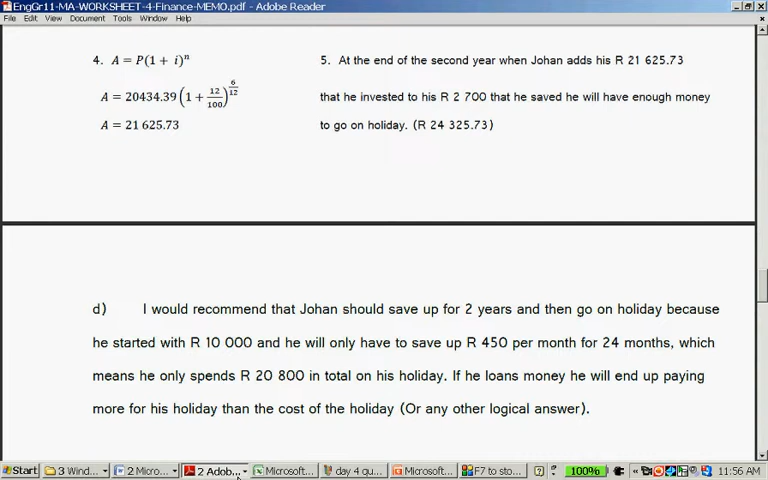 EngGr11-MA-WORKSHEET-4-Finance-MEMO.pdf - Adobe Reader
File Edit View Document Tools Window Help
4. A = P(1 + i)^n
A = 20434.39(1 + 12/100)^6/12
A = 21 625.73
5. At the end of the second year when Johan adds his R 21 625.73
that he invested to his R 2 700 that he saved he will have enough money
to go on holiday. (R 24 325.73)
d) I would recommend that Johan should save up for 2 years and then go on holiday because
he started with R 10 000 and he will only have to save up R 450 per month for 24 months, which
means he only spends R 20 800 in total on his holiday. If he loans money he will end up paying
more for his holiday than the cost of the holiday (Or any other logical answer).
Start 3 Wind... 2 Micro... 2 Adob... Microsoft... day 4 qu... Microsoft... F7 to sto... 100% 11:56 AM